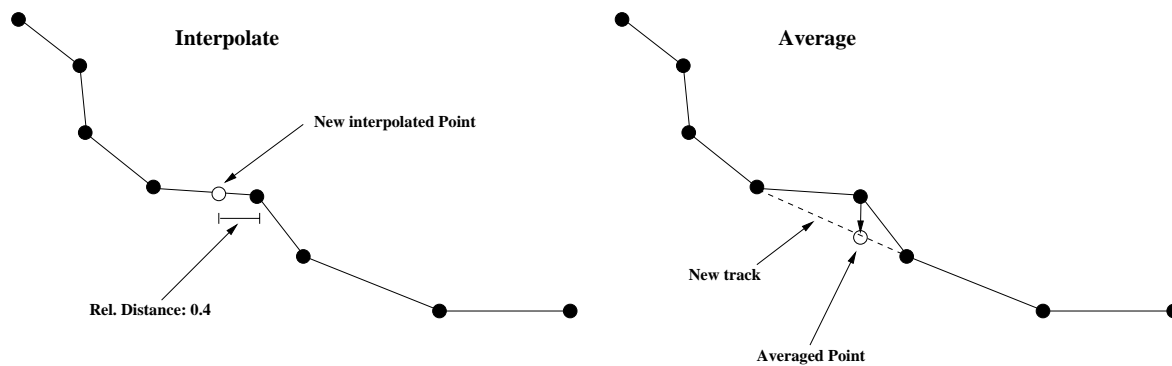 Interpolate
New interpolated Point
Rel. Distance: 0.4
Average
New track
Averaged Point